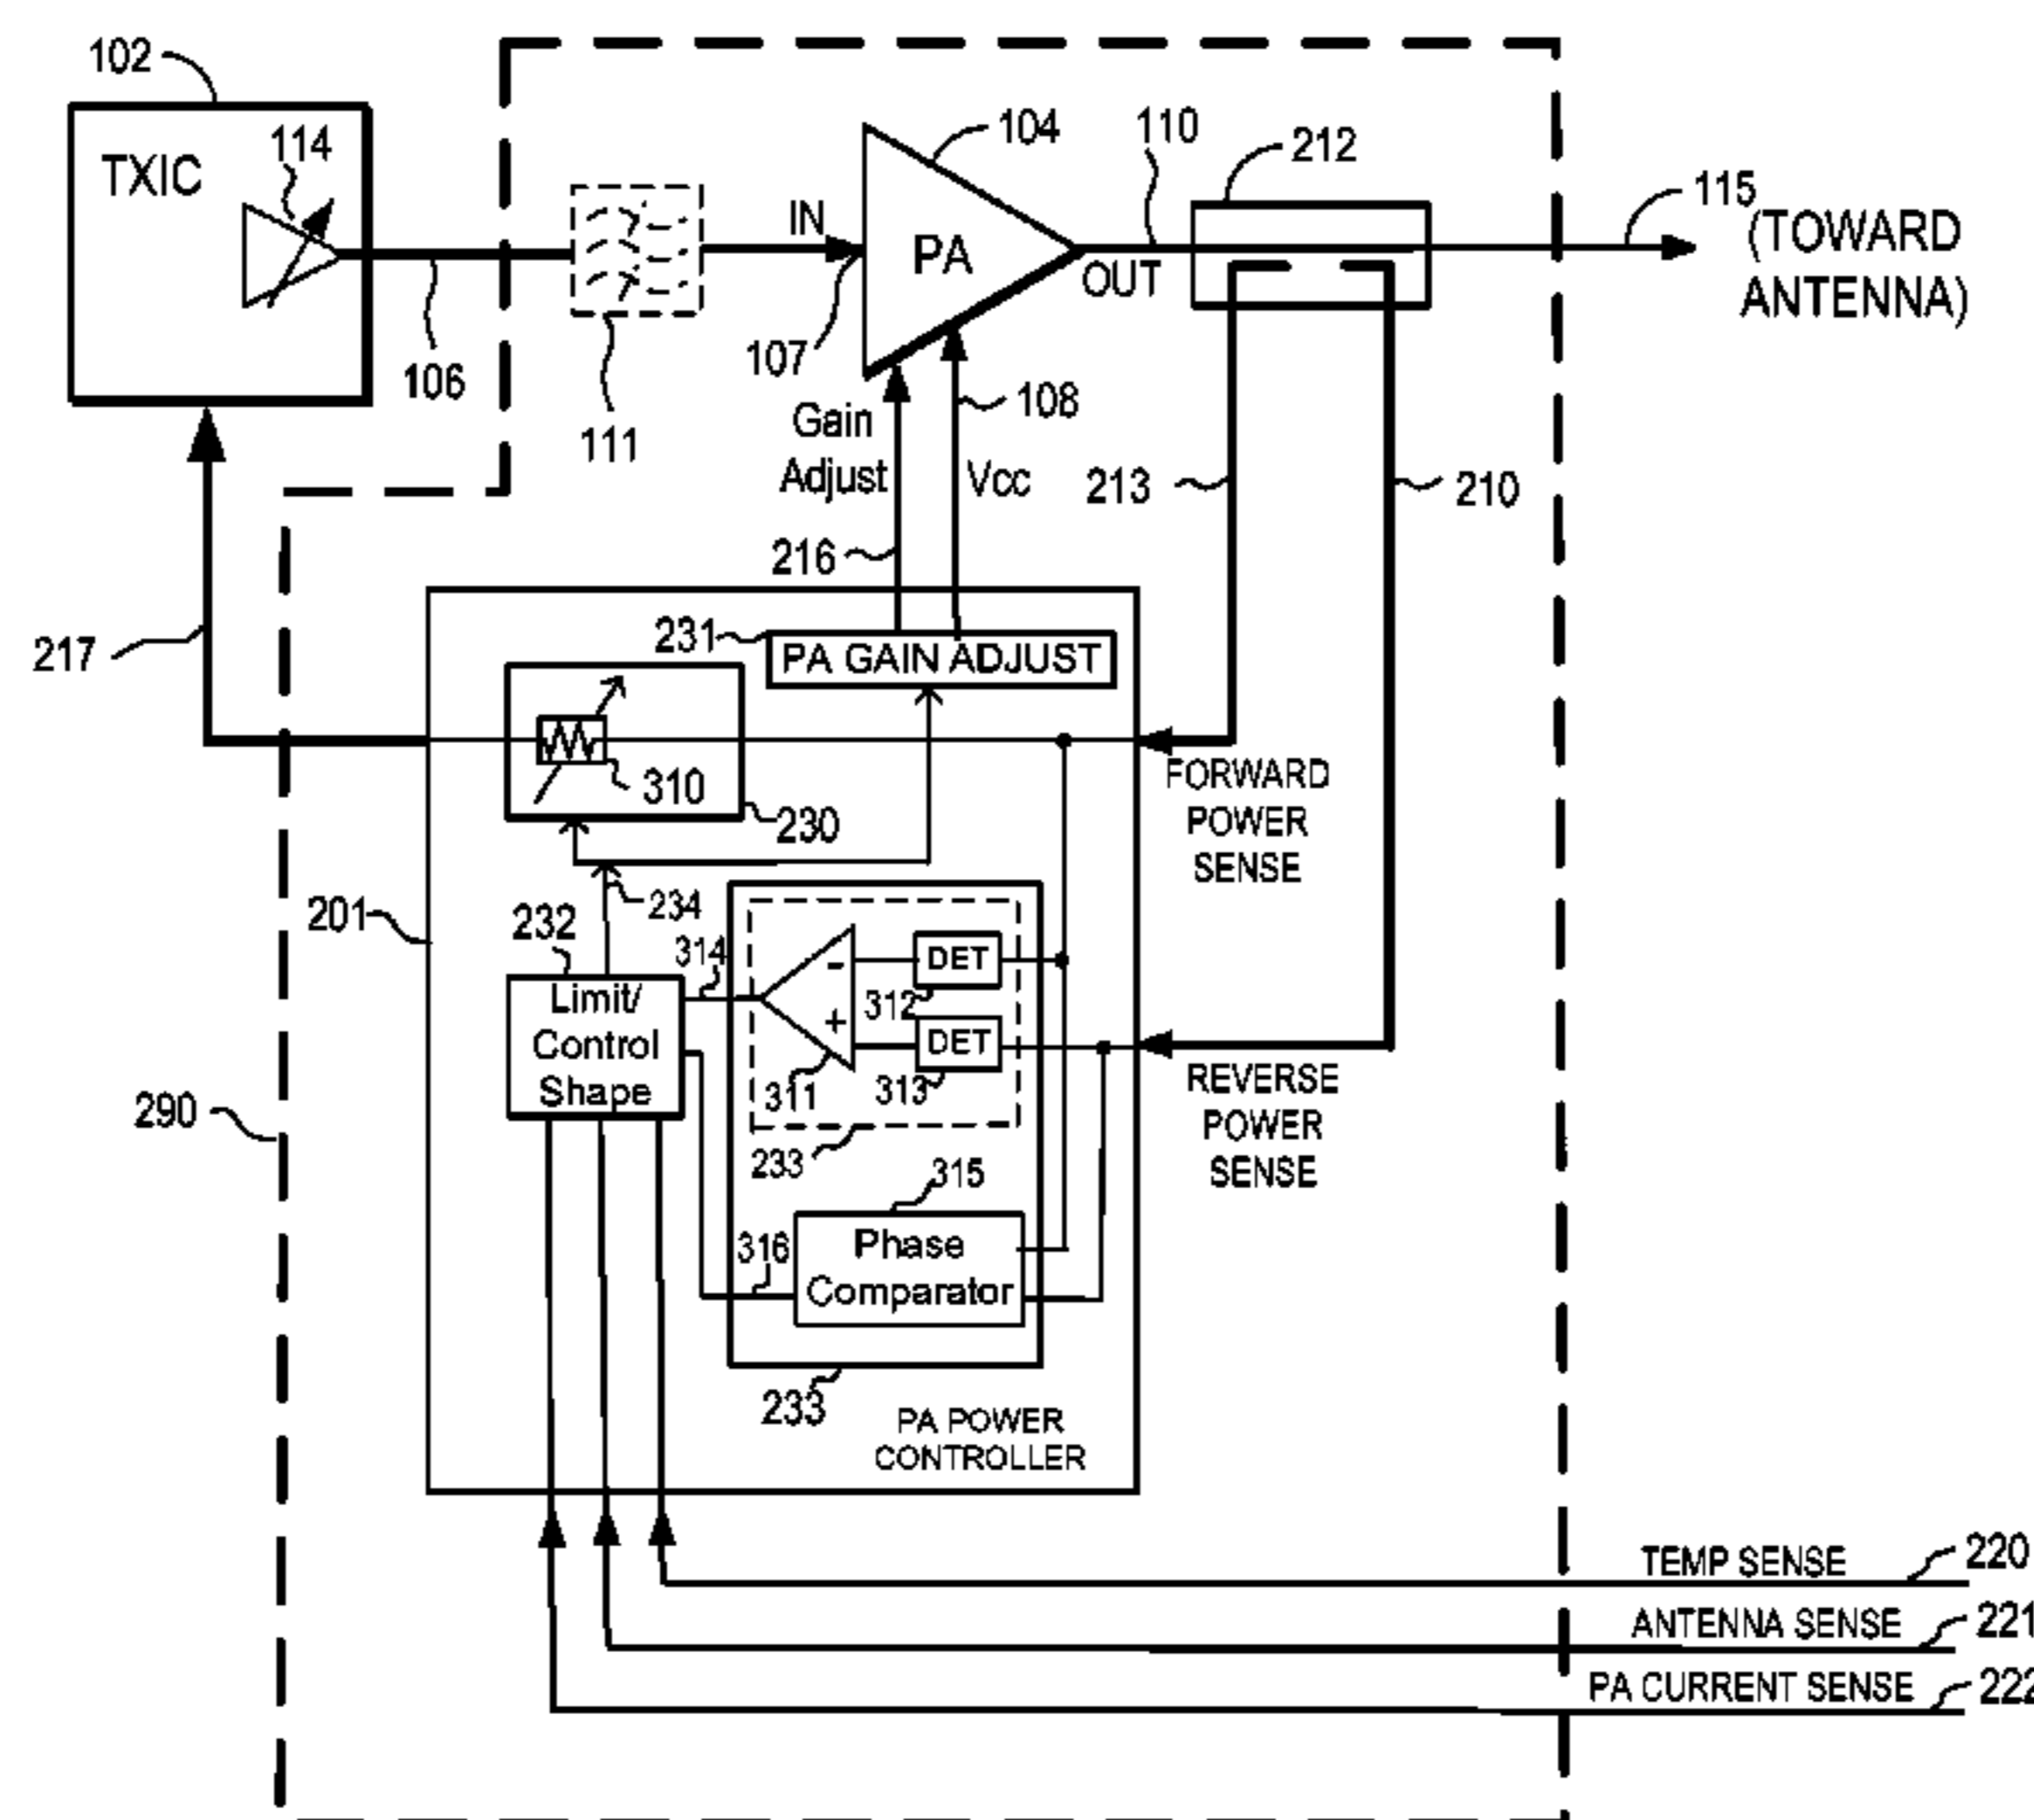 102
TXIC
114
106
111
IN
107
PA
104
110
OUT
212
115
(TOWARD
ANTENNA)
Gain
Adjust
108
Vcc
213
210
216
217
231
PA GAIN ADJUST
310
230
FORWARD
POWER
SENSE
201
234
232
314
Limit/
Control
Shape
-
+
DET
312
DET
311
313
233
REVERSE
POWER
SENSE
290
315
316
Phase
Comparator
233
PA POWER
CONTROLLER
TEMP SENSE
220
ANTENNA SENSE
221
PA CURRENT SENSE
222